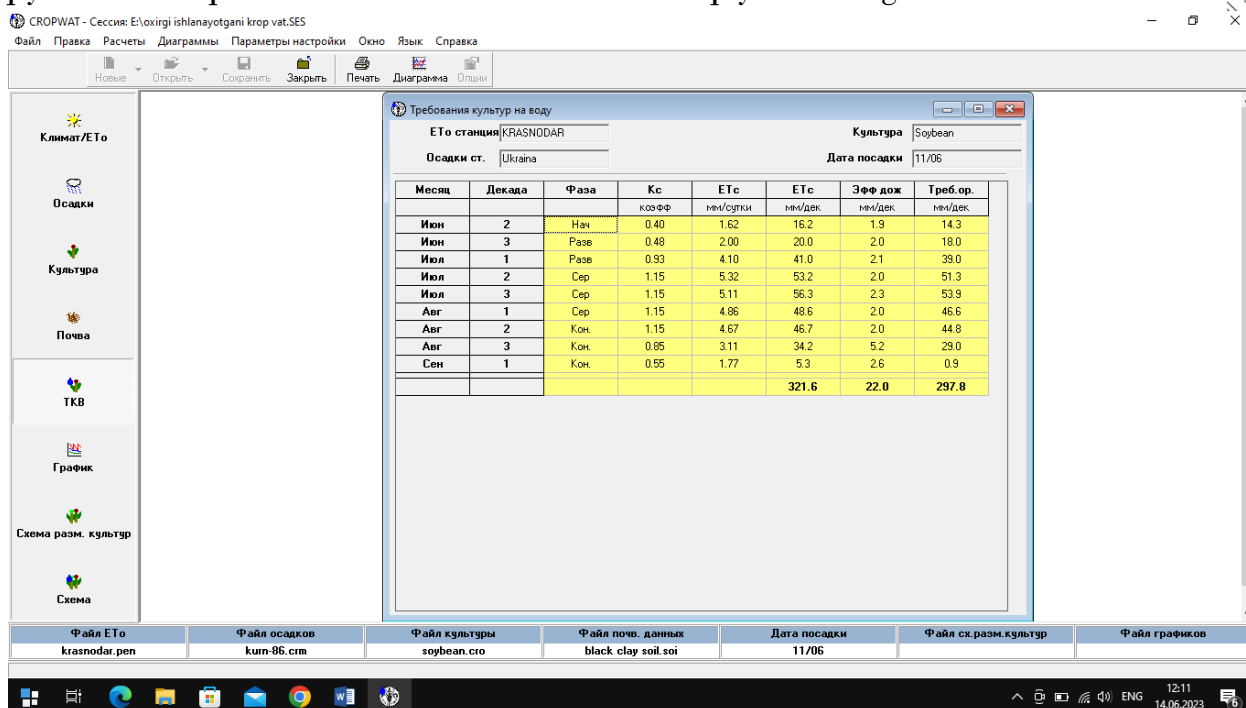 CROPWAT - Сессия: E:\oxirgi ishlanayotgani krop vat.SES
Файл Правка Расчеты Диаграммы Параметры настройки Окно Язык Справка
Новые Открыть Сохранить Закрыть Печать Диаграмма Опции
Климат/ЕТо
Осадки
Культура
Почва
ТКВ
График
Схема разм. культур
Схема
Требования культур на воду
ЕТо станция KRASNODAR Культура Soybean
Осадки ст. Ukraina Дата посадки 11/06
Месяц Декада Фаза Кс ЕТс ЕТс Эфф дож Треб.ор.
коэфф мм/сутки мм/дек мм/дек мм/дек
Июн 2 Нач 0.40 1.62 16.2 1.9 14.3
Июн 3 Разв 0.48 2.00 20.0 2.0 18.0
Июл 1 Разв 0.93 4.10 41.0 2.1 39.0
Июл 2 Сер 1.15 5.32 53.2 2.0 51.3
Июл 3 Сер 1.15 5.11 56.3 2.3 53.9
Авг 1 Сер 1.15 4.86 48.6 2.0 46.6
Авг 2 Кон. 1.15 4.67 46.7 2.0 44.8
Авг 3 Кон. 0.85 3.11 34.2 5.2 29.0
Сен 1 Кон. 0.55 1.77 5.3 2.6 0.9
321.6 22.0 297.8
Файл ЕТо Файл осадков Файл культуры Файл почв. данных Дата посадки Файл сх.разм.культур Файл графиков
krasnodar.pen kurn-86.crm soybean.cro black clay soil.soi 11/06
ENG 12:11
14.06.2023
6